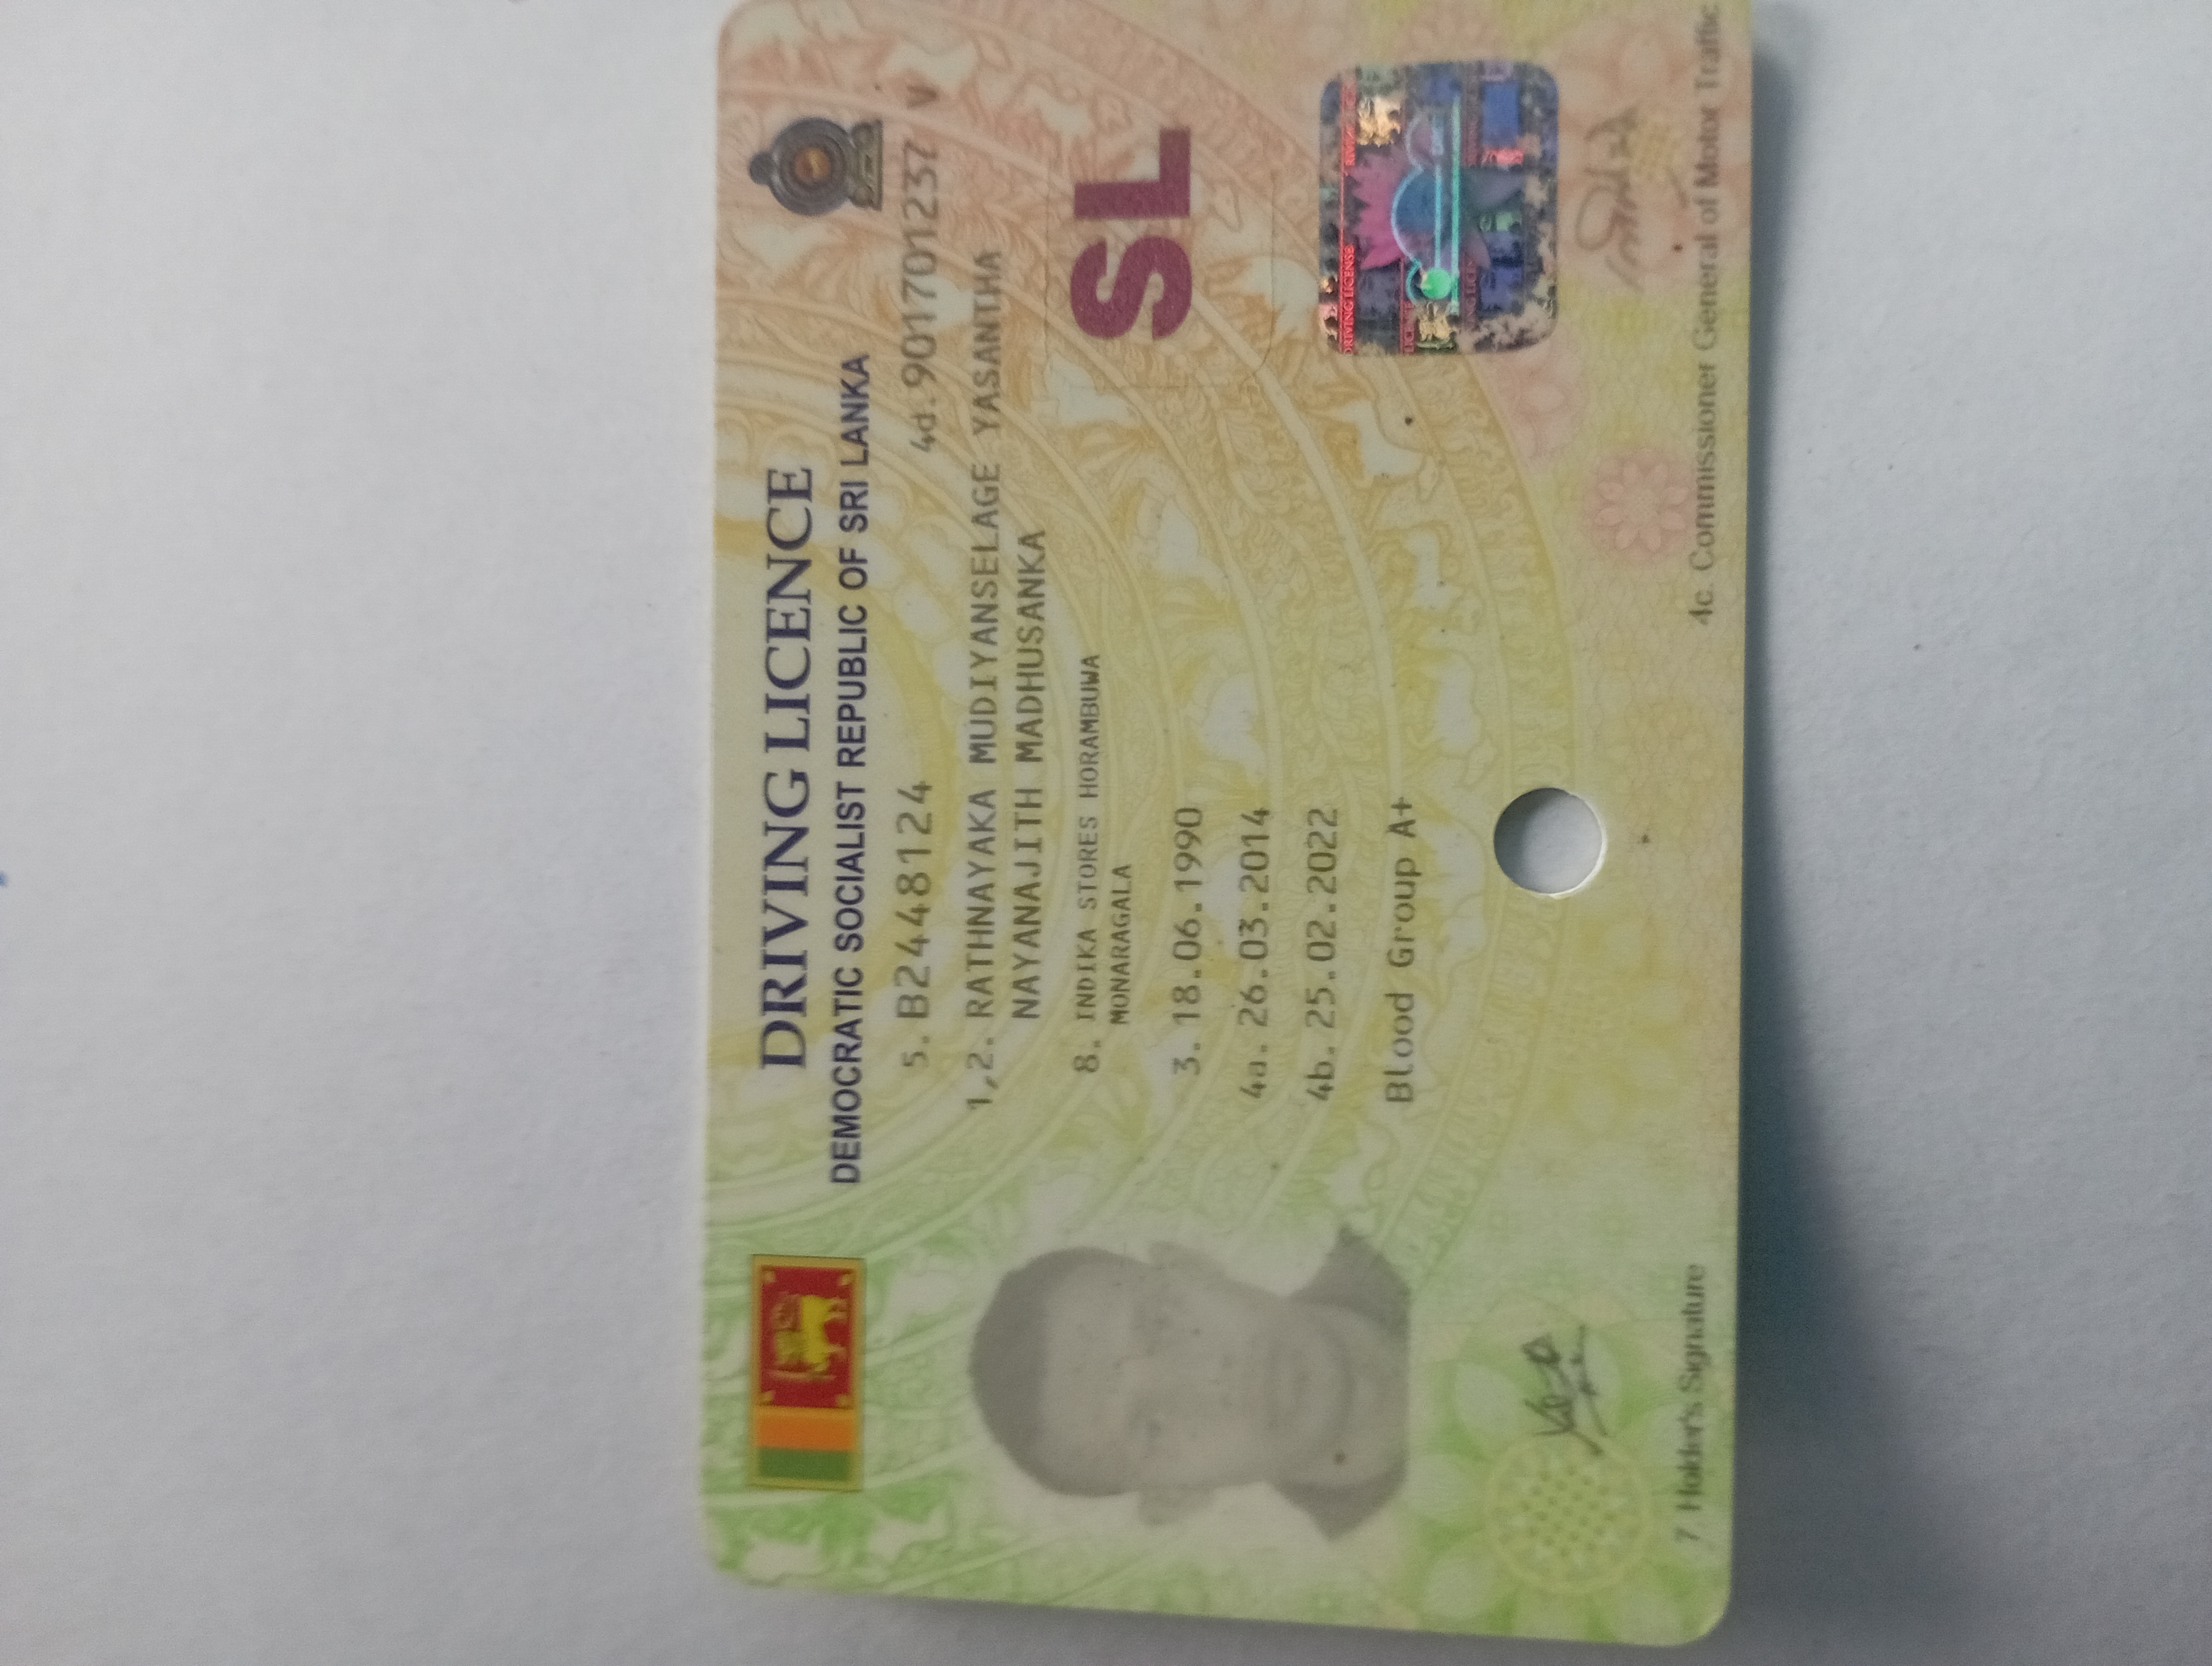 DRIVING LICENCE
DEMOCRATIC SOCIALIST REPUBLIC OF SRI LANKA
5. B2448124 4d. 901701237 V
1,2. RATHNAYAKA MUDIYANSELAGE YASANTHA
NAYANAJITH MADHUSANKA
8. INDIKA STORES HORAMBUWA
MONARAGALA
SL
3. 18.06.1990
4a. 26.03.2014
4b. 25.02.2022
Blood Group A+
DRIVING LICENSE
7. Holder's Signature
4c. Commissioner General of Motor Traffic